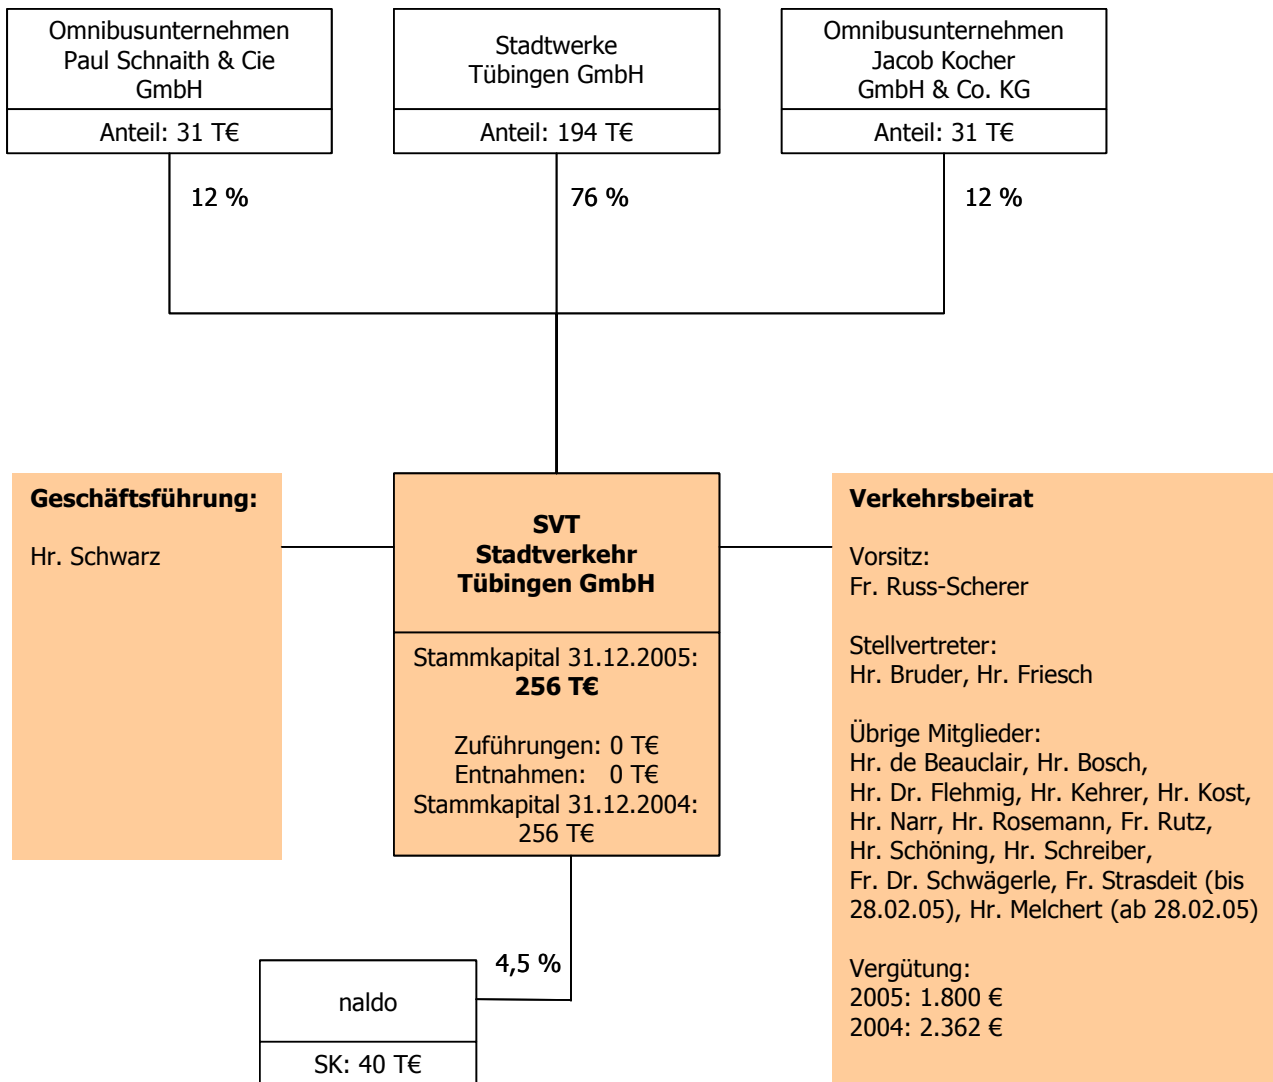 Omnibusunternehmen
Paul Schnaith & Cie
GmbH
Anteil: 31 T€
Stadtwerke
Tübingen GmbH
Anteil: 194 T€
Omnibusunternehmen
Jacob Kocher
GmbH & Co. KG
Anteil: 31 T€
12 %
76 %
12 %
Geschäftsführung:
Hr. Schwarz
SVT
Stadtverkehr
Tübingen GmbH
Stammkapital 31.12.2005:
256 T€
Zuführungen: 0 T€
Entnahmen: 0 T€
Stammkapital 31.12.2004:
256 T€
Verkehrsbeirat
Vorsitz:
Fr. Russ-Scherer
Stellvertreter:
Hr. Bruder, Hr. Friesch
Übrige Mitglieder:
Hr. de Beauclair, Hr. Bosch,
Hr. Dr. Flehmig, Hr. Kehrer, Hr. Kost,
Hr. Narr, Hr. Rosemann, Fr. Rutz,
Hr. Schöning, Hr. Schreiber,
Fr. Dr. Schwägerle, Fr. Strasdeit (bis
28.02.05), Hr. Melchert (ab 28.02.05)
Vergütung:
2005: 1.800 €
2004: 2.362 €
4,5 %
naldo
SK: 40 T€